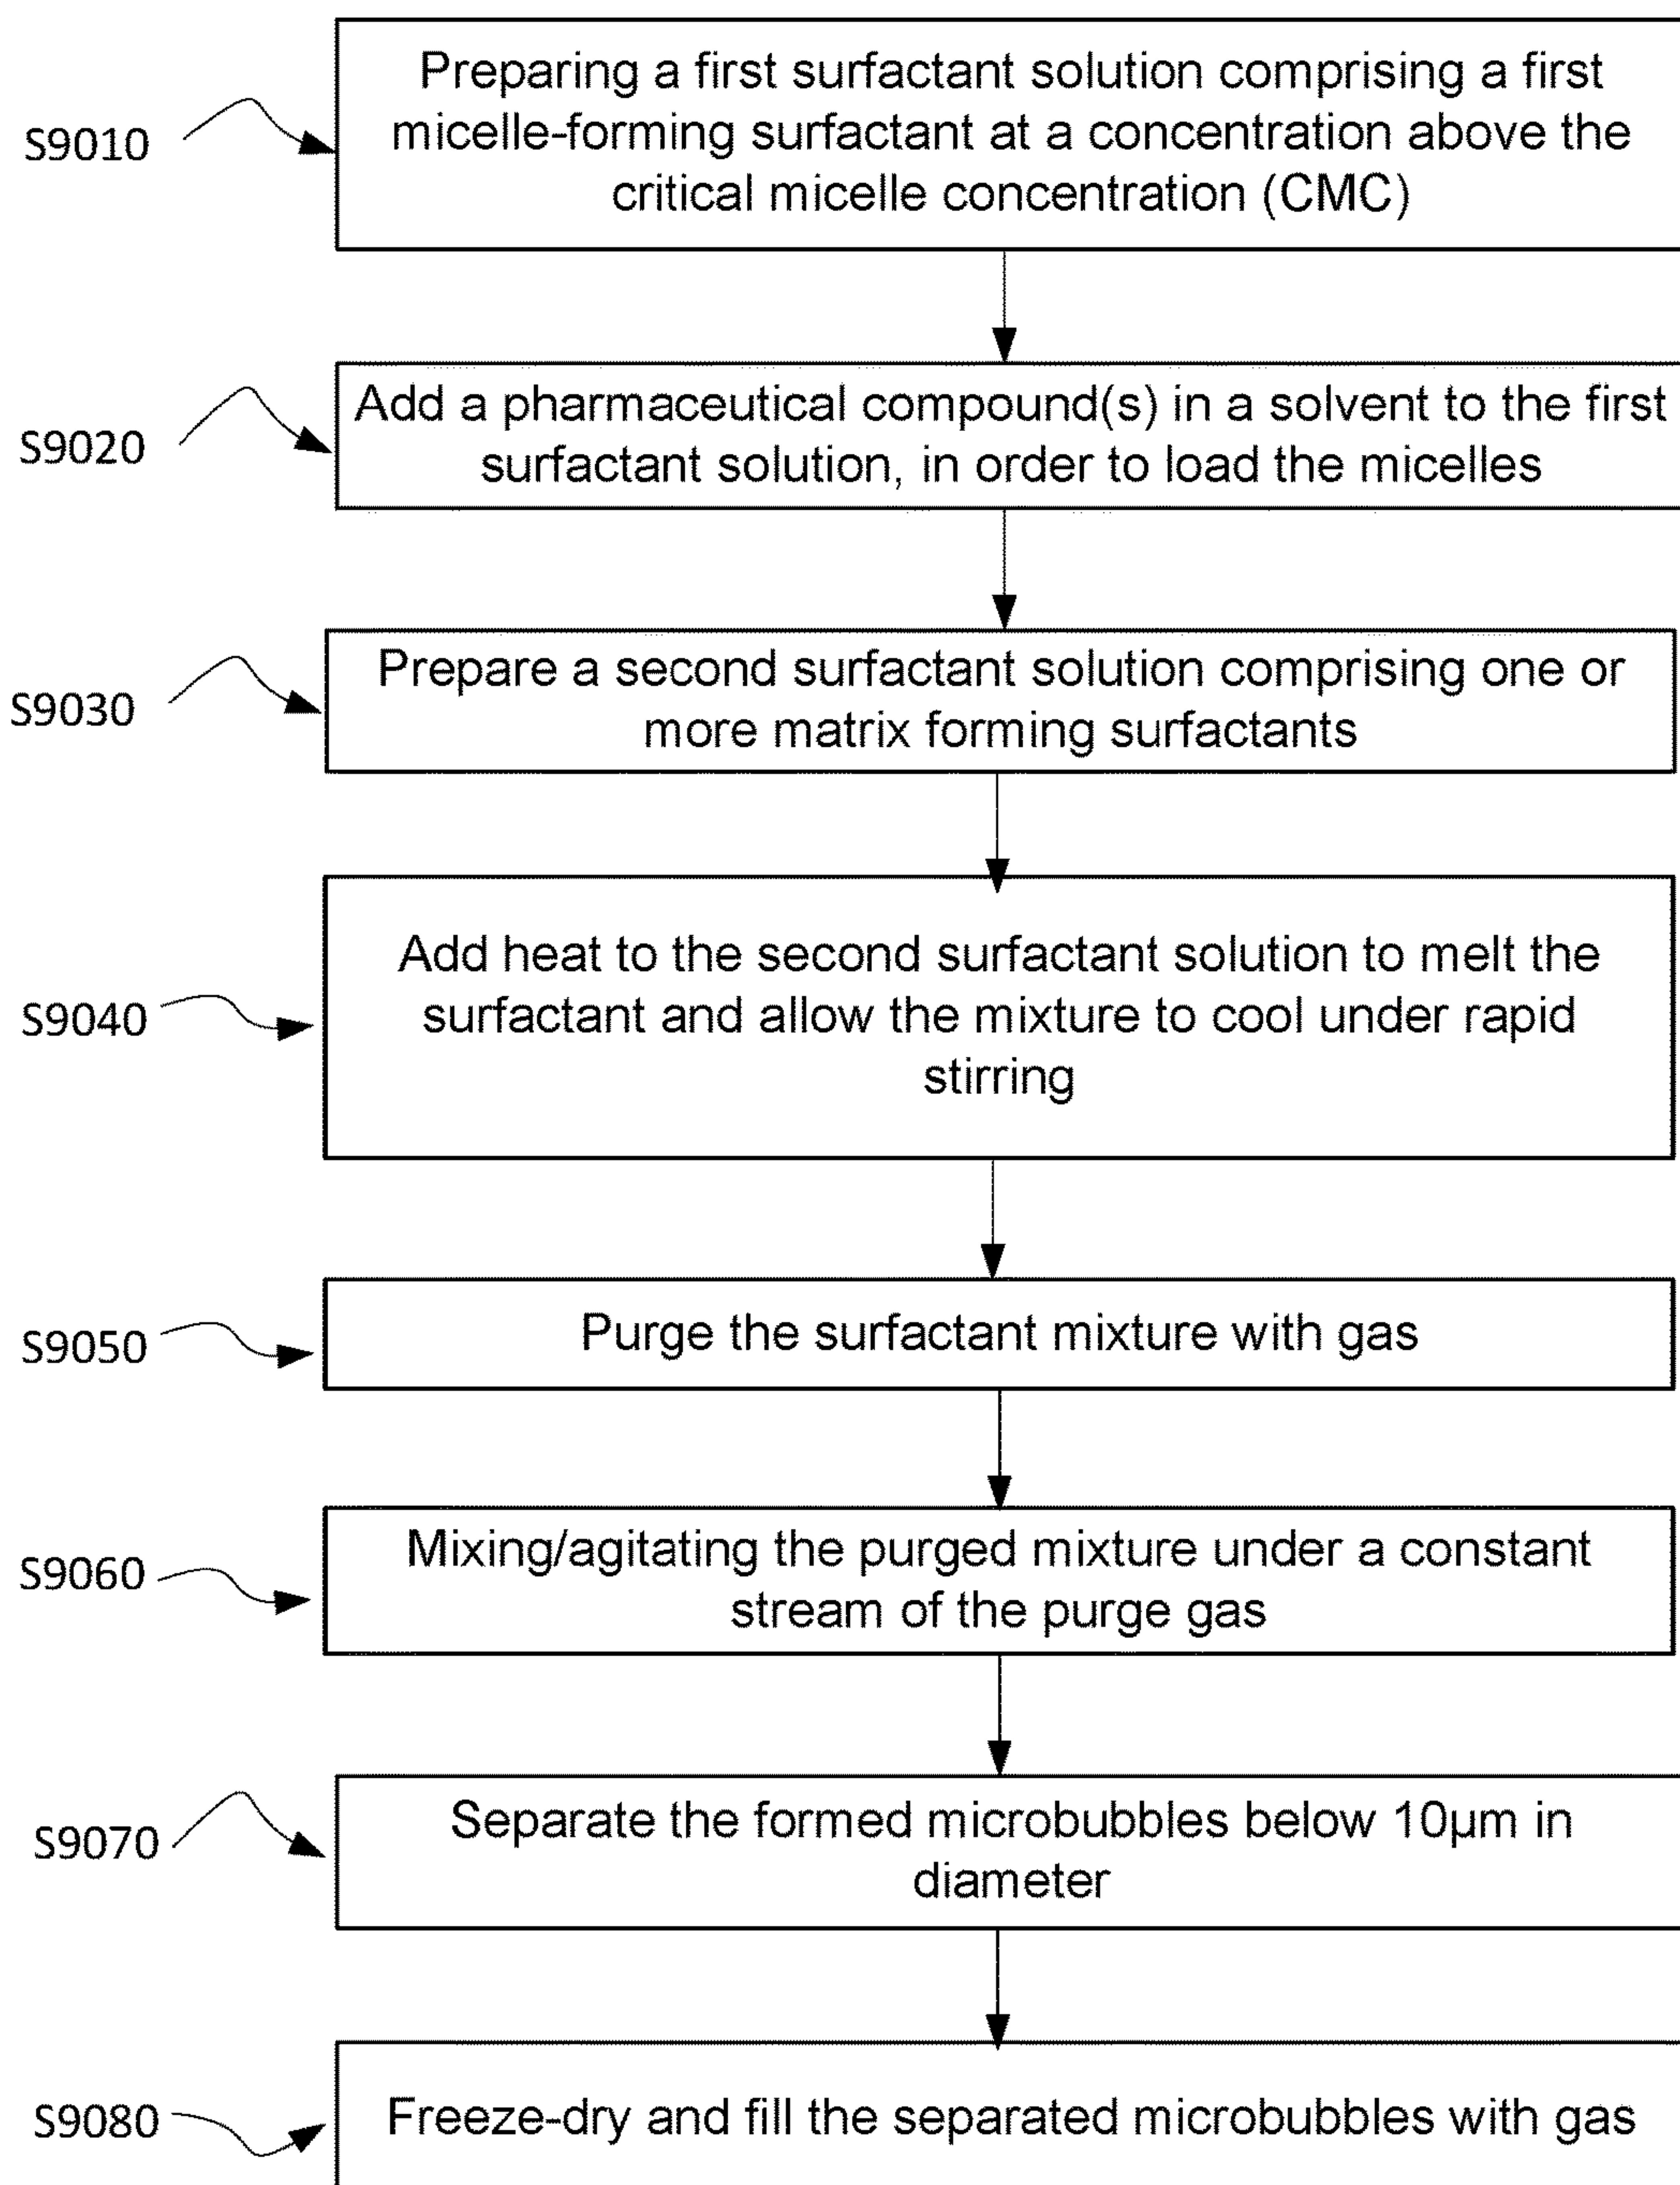 Preparing a first surfactant solution comprising a first
micelle-forming surfactant at a concentration above the
critical micelle concentration (CMC)
S9010
Add a pharmaceutical compound(s) in a solvent to the first
surfactant solution, in order to load the micelles
S9020
Prepare a second surfactant solution comprising one or
more matrix forming surfactants
S9030
Add heat to the second surfactant solution to melt the
surfactant and allow the mixture to cool under rapid
stirring
S9040
Purge the surfactant mixture with gas
S9050
Mixing/agitating the purged mixture under a constant
stream of the purge gas
S9060
Separate the formed microbubbles below 10µm in
diameter
S9070
Freeze-dry and fill the separated microbubbles with gas
S9080